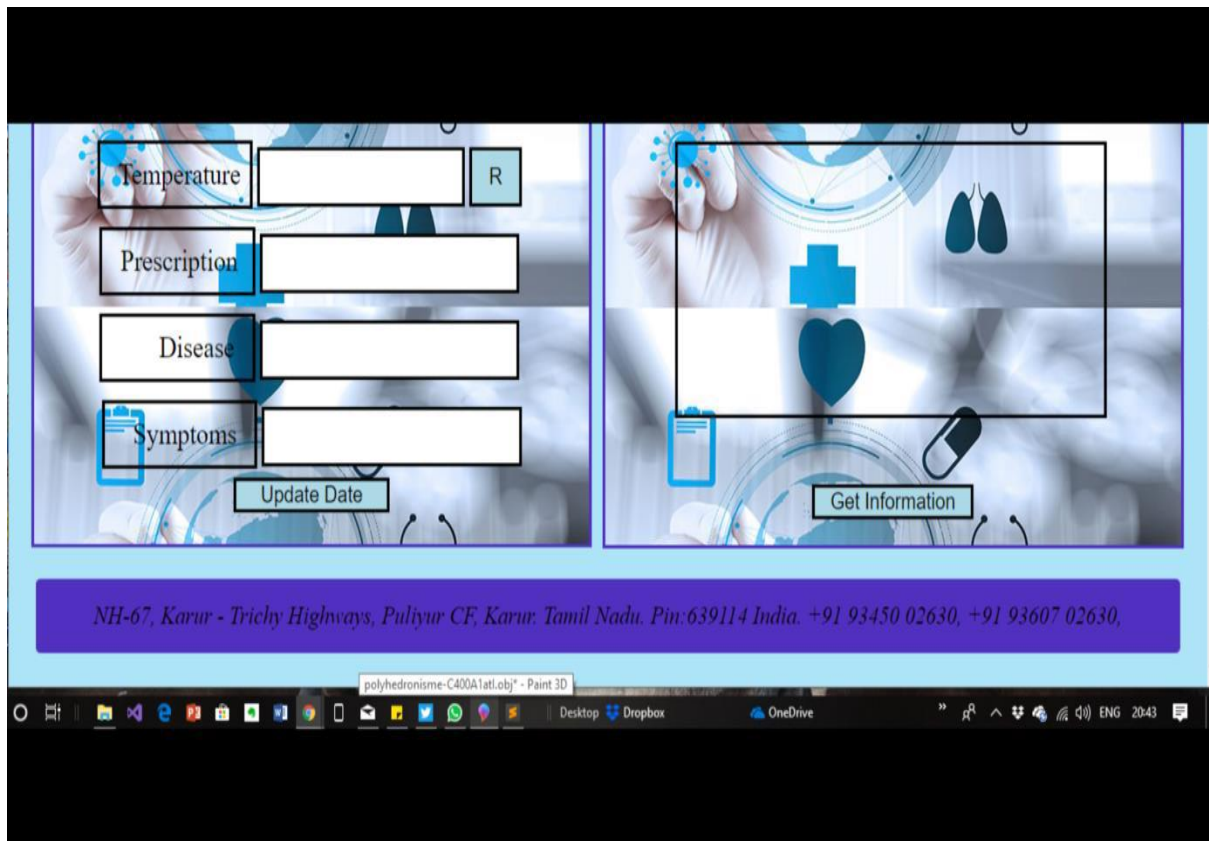 Temperature
R
Prescription
Disease
Symptoms
Update Date
Get Information
NH-67, Karur - Trichy Highways, Puliyur CF, Karur. Tamil Nadu. Pin:639114 India. +91 93450 02630, +91 93607 02630,
polyhedronisme-C400A1atl.obj* - Paint 3D
Desktop
Dropbox
OneDrive
ENG
20:43